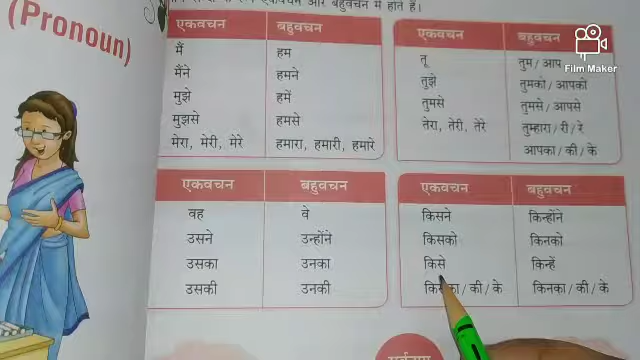 (Pronoun)
एकवचन और बहुवचन में होते हैं।
एकवचन बहुवचन
मैं हम
मैंने हमने
मुझे हमें
मुझसे हमसे
मेरा, मेरी, मेरे हमारा, हमारी, हमारे
एकवचन बहुवचन
तू तुम / आप
तुझे तुमको / आपको
तुमसे तुमसे / आपसे
तेरा, तेरी, तेरे तुम्हारा / री / रे
आपका / की / के
Film Maker
एकवचन बहुवचन
वह वे
उसने उन्होंने
उसका उनका
उसकी उनकी
एकवचन बहुवचन
किसने किन्होंने
किसको किनको
किसे किन्हें
किसका / की / के किनका / की / के